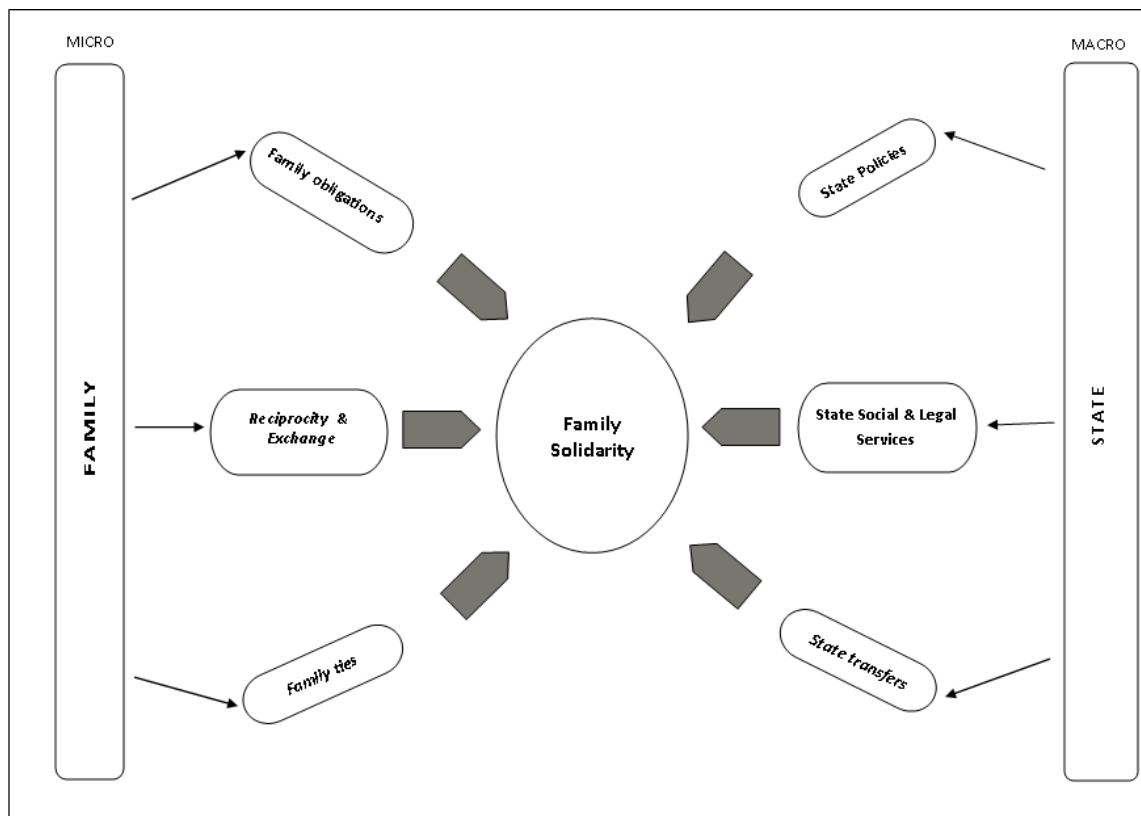 MICRO
MACRO
FAMILY
Family obligations
Reciprocity & 
Exchange
Family ties
Family
Solidarity
State Policies
State Social & Legal
Services
State transfers
STATE